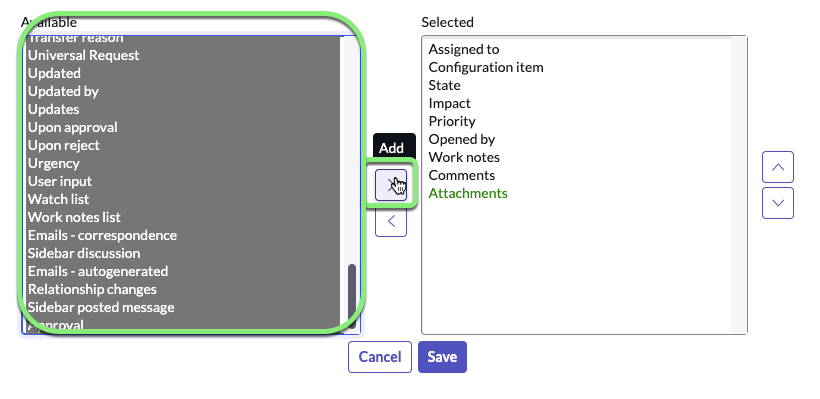 Available
Transfer reason
Universal Request
Updated
Updated by
Updates
Upon approval
Upon reject
Urgency
User input
Watch list
Work notes list
Emails - correspondence
Sidebar discussion
Emails - autogenerated
Relationship changes
Sidebar posted message
Approval
Add
Selected
Assigned to
Configuration item
State
Impact
Priority
Opened by
Work notes
Comments
Attachments
Cancel
Save